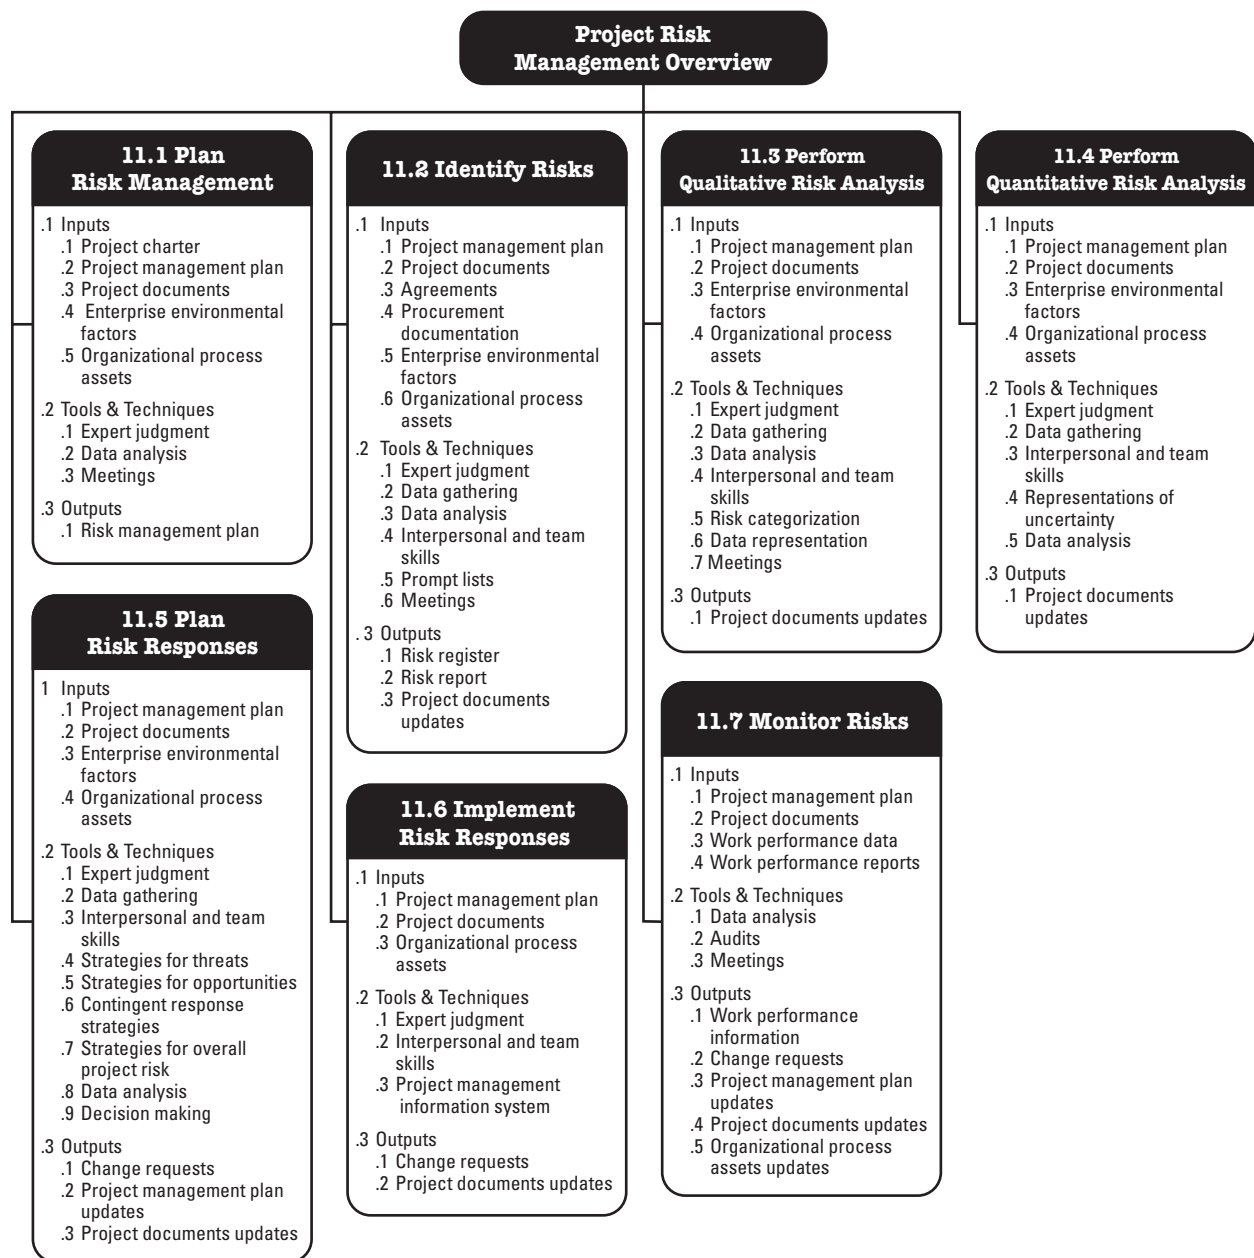 Project Risk
Management Overview
11.1 Plan
Risk Management
.1 Inputs
.1 Project charter
.2 Project management plan
.3 Project documents
.4 Enterprise environmental
factors
.5 Organizational process
assets
.2 Tools & Techniques
.1 Expert judgment
.2 Data analysis
.3 Meetings
.3 Outputs
.1 Risk management plan
11.2 Identify Risks
.1 Inputs
.1 Project management plan
.2 Project documents
.3 Agreements
.4 Procurement
documentation
.5 Enterprise environmental
factors
.6 Organizational process
assets
.2 Tools & Techniques
.1 Expert judgment
.2 Data gathering
.3 Data analysis
.4 Interpersonal and team
skills
.5 Prompt lists
.6 Meetings
. 3 Outputs
.1 Risk register
.2 Risk report
.3 Project documents
updates
11.3 Perform
Qualitative Risk Analysis
.1 Inputs
.1 Project management plan
.2 Project documents
.3 Enterprise environmental
factors
.4 Organizational process
assets
.2 Tools & Techniques
.1 Expert judgment
.2 Data gathering
.3 Data analysis
.4 Interpersonal and team
skills
.5 Risk categorization
.6 Data representation
.7 Meetings
.3 Outputs
.1 Project documents updates
11.4 Perform
Quantitative Risk Analysis
.1 Inputs
.1 Project management plan
.2 Project documents
.3 Enterprise environmental
factors
.4 Organizational process
assets
.2 Tools & Techniques
.1 Expert judgment
.2 Data gathering
.3 Interpersonal and team
skills
.4 Representations of
uncertainty
.5 Data analysis
.3 Outputs
.1 Project documents
updates
11.5 Plan
Risk Responses
1 Inputs
.1 Project management plan
.2 Project documents
.3 Enterprise environmental
factors
.4 Organizational process
assets
.2 Tools & Techniques
.1 Expert judgment
.2 Data gathering
.3 Interpersonal and team
skills
.4 Strategies for threats
.5 Strategies for opportunities
.6 Contingent response
strategies
.7 Strategies for overall
project risk
.8 Data analysis
.9 Decision making
.3 Outputs
.1 Change requests
.2 Project management plan
updates
.3 Project documents updates
11.6 Implement
Risk Responses
.1 Inputs
.1 Project management plan
.2 Project documents
.3 Organizational process
assets
.2 Tools & Techniques
.1 Expert judgment
.2 Interpersonal and team
skills
.3 Project management
information system
.3 Outputs
.1 Change requests
.2 Project documents updates
11.7 Monitor Risks
.1 Inputs
.1 Project management plan
.2 Project documents
.3 Work performance data
.4 Work performance reports
.2 Tools & Techniques
.1 Data analysis
.2 Audits
.3 Meetings
.3 Outputs
.1 Work performance
information
.2 Change requests
.3 Project management plan
updates
.4 Project documents updates
.5 Organizational process
assets updates